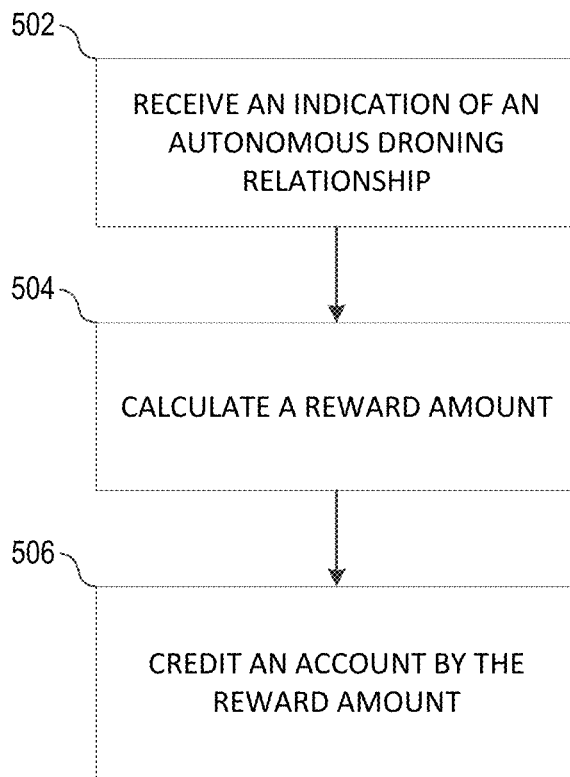 502
RECEIVE AN INDICATION OF AN
AUTONOMOUS DRONING
RELATIONSHIP
504
CALCULATE A REWARD AMOUNT
506
CREDIT AN ACCOUNT BY THE
REWARD AMOUNT